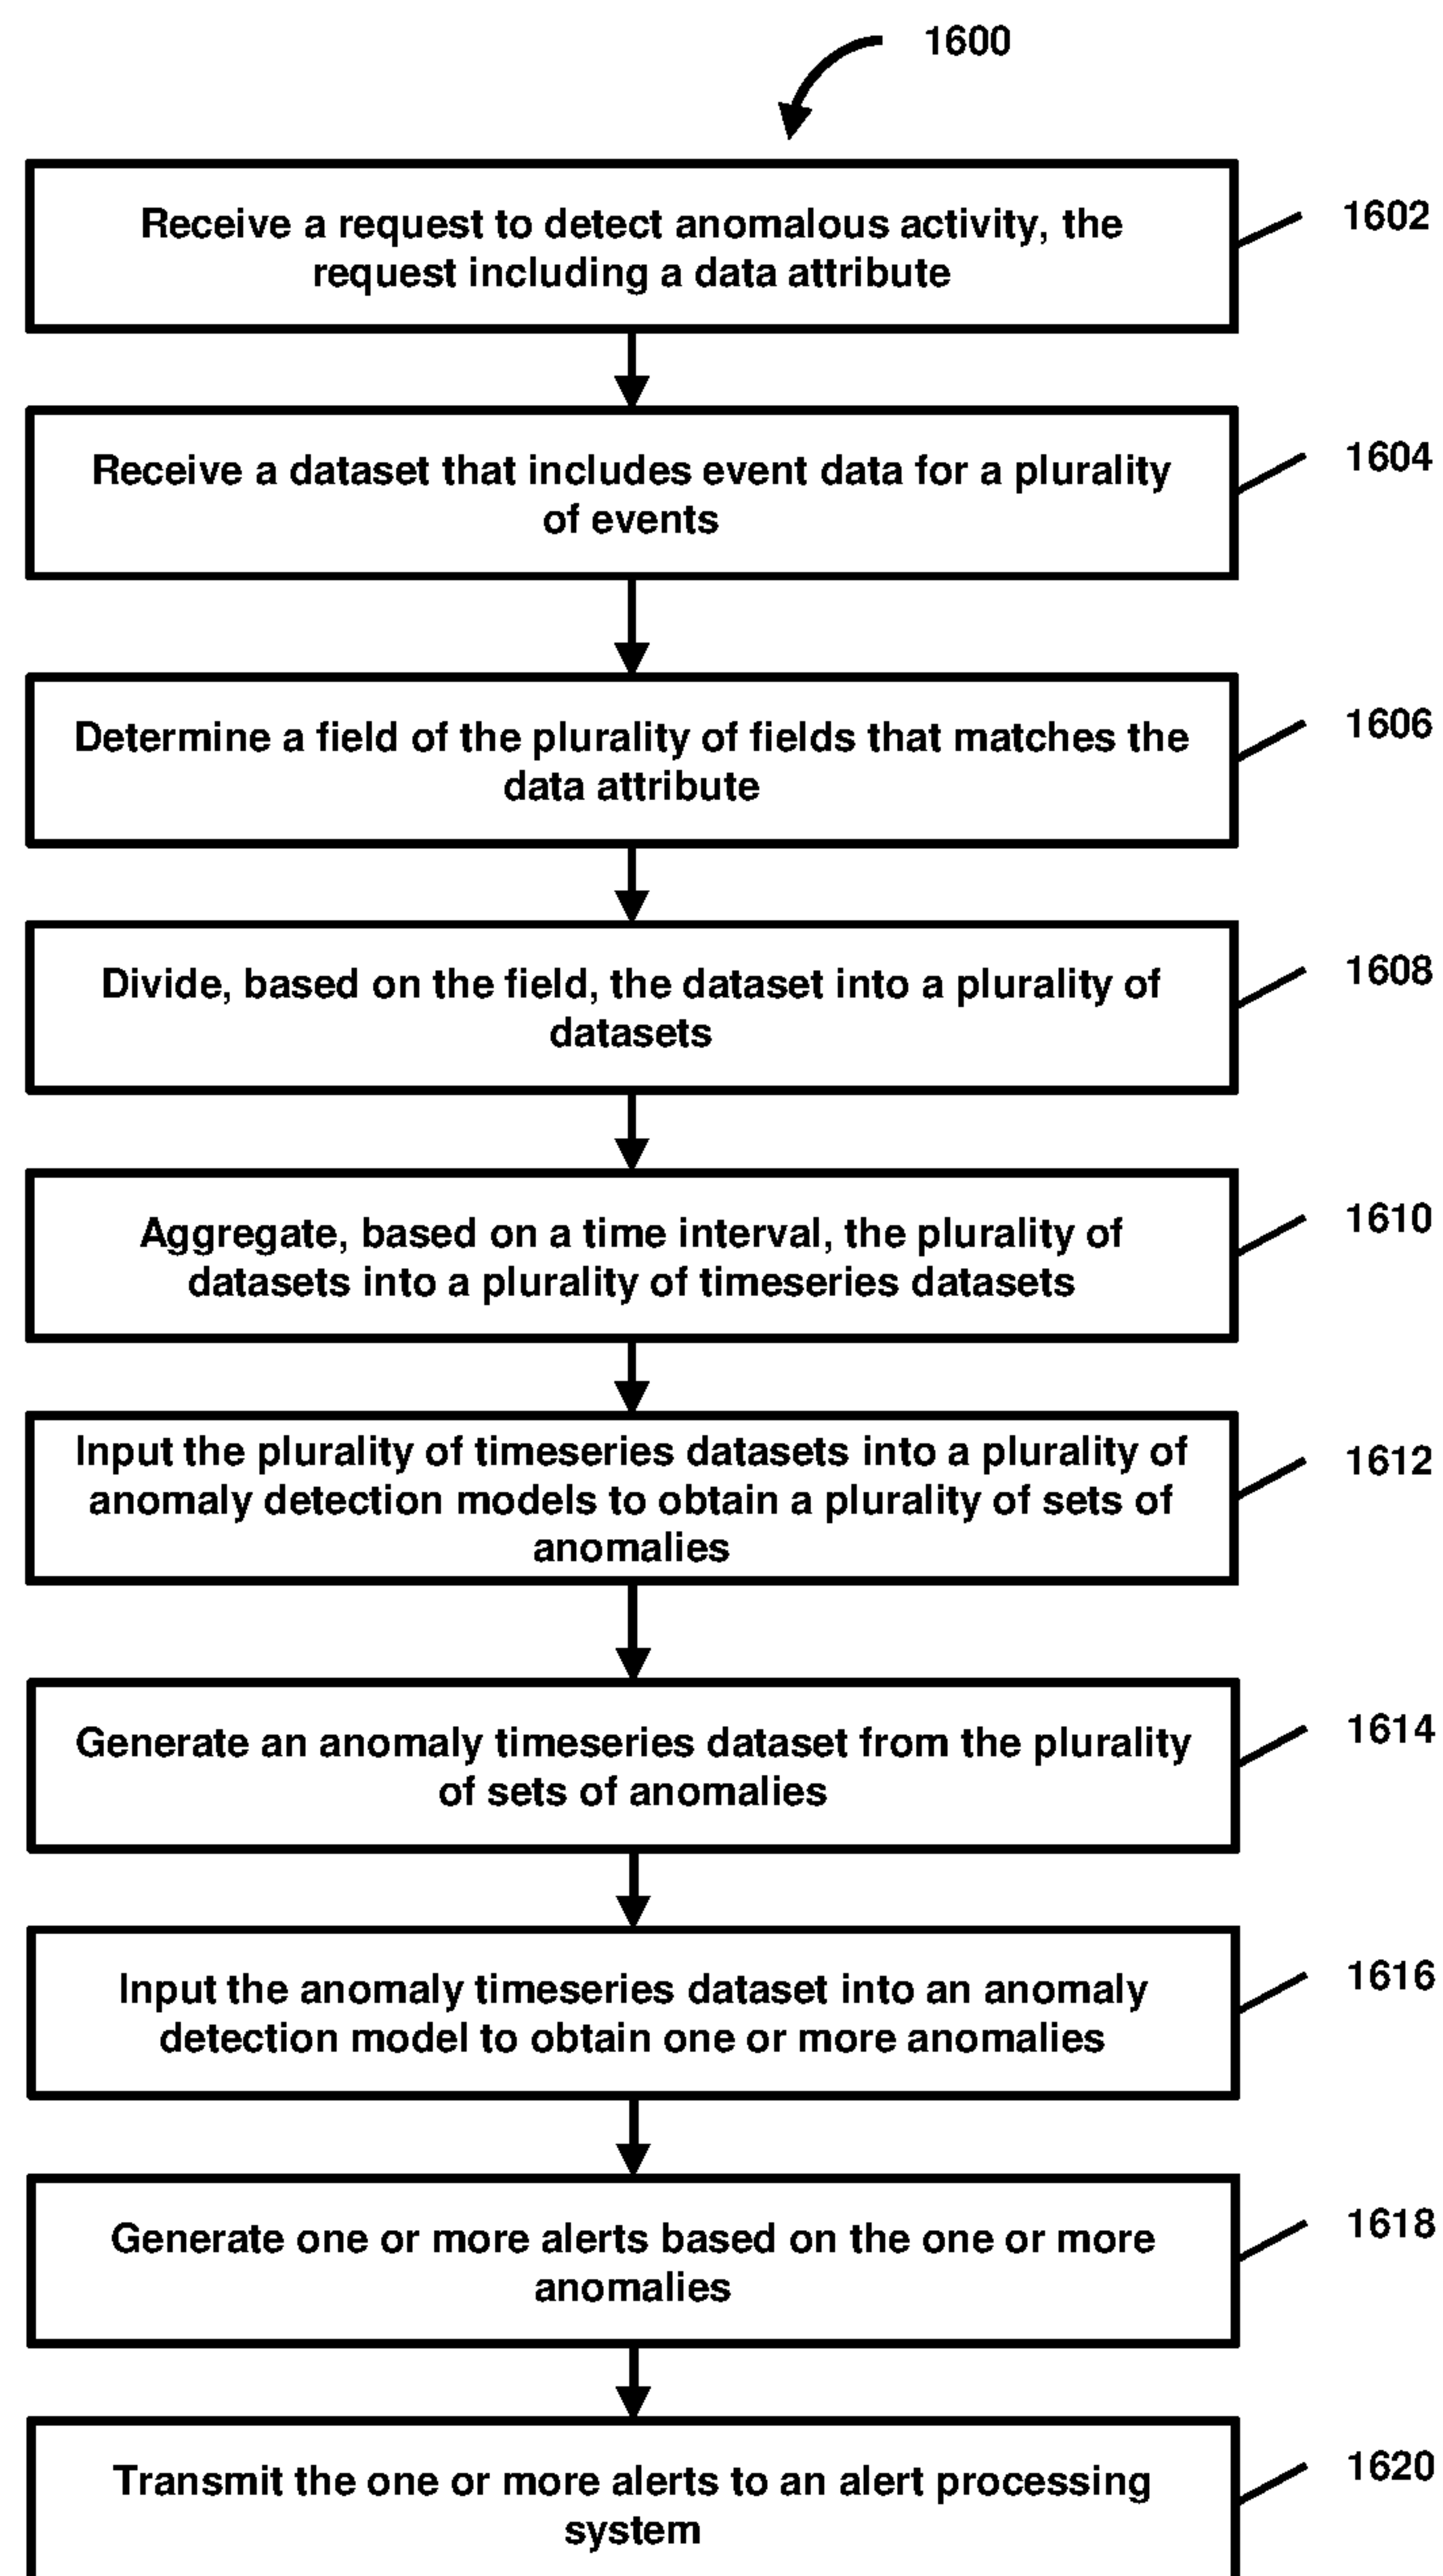 1600
Receive a request to detect anomalous activity, the
request including a data attribute
1602
Receive a dataset that includes event data for a plurality
of events
1604
Determine a field of the plurality of fields that matches the
data attribute
1606
Divide, based on the field, the dataset into a plurality of
datasets
1608
Aggregate, based on a time interval, the plurality of
datasets into a plurality of timeseries datasets
1610
Input the plurality of timeseries datasets into a plurality of
anomaly detection models to obtain a plurality of sets of
anomalies
1612
Generate an anomaly timeseries dataset from the plurality
of sets of anomalies
1614
Input the anomaly timeseries dataset into an anomaly
detection model to obtain one or more anomalies
1616
Generate one or more alerts based on the one or more
anomalies
1618
Transmit the one or more alerts to an alert processing
system
1620